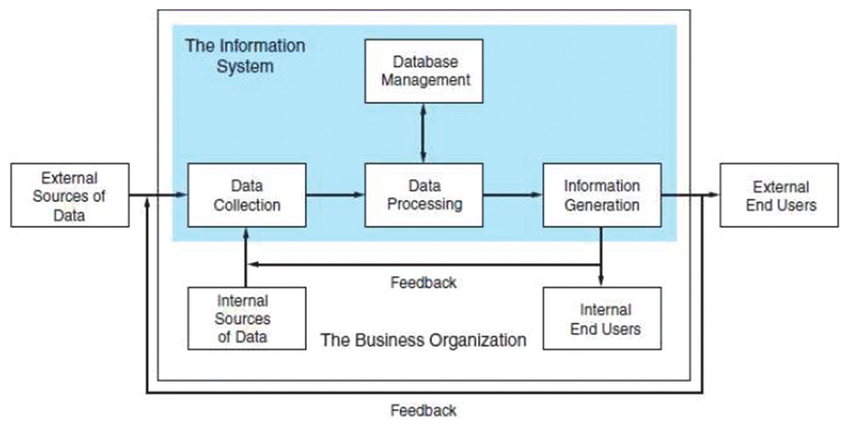 The Information
System
Database
Management
External
Sources of
Data
Data
Collection
Data
Processing
Information
Generation
External
End Users
Feedback
Internal
Sources
of Data
The Business Organization
Internal
End Users
Feedback